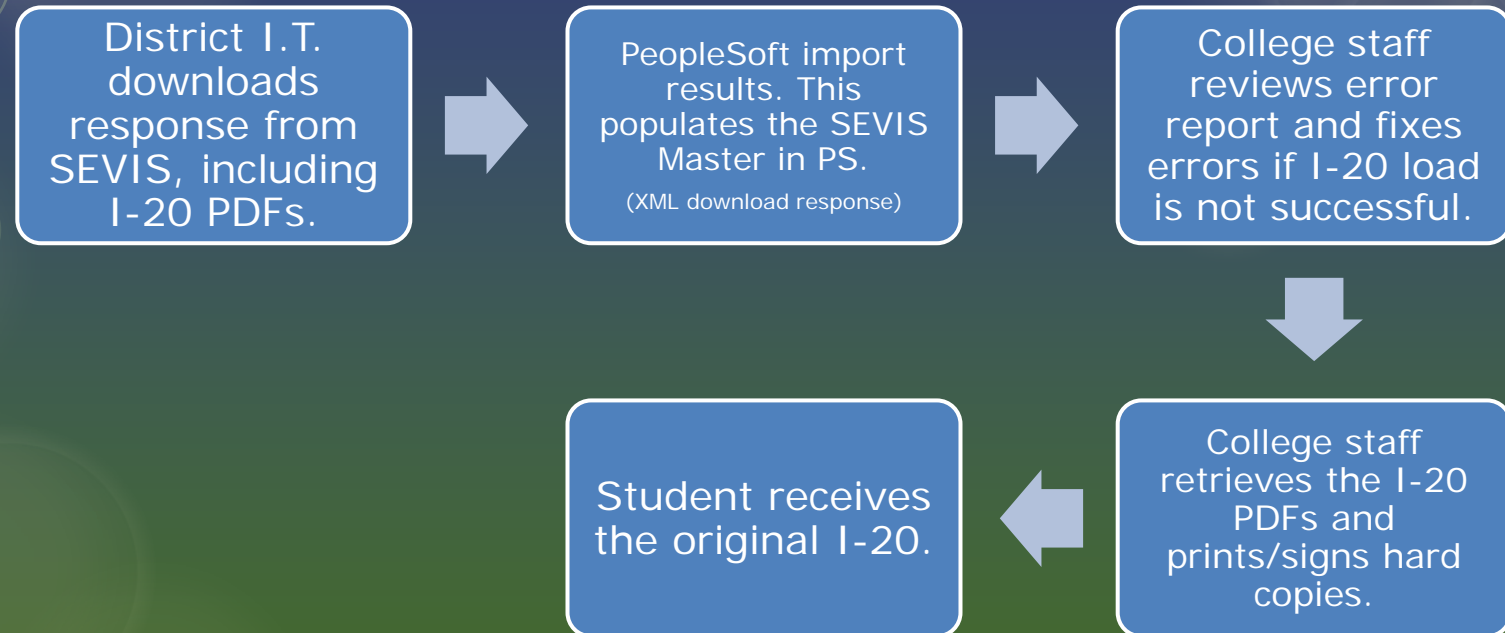 District I.T.
downloads
response from
SEVIS, including
I-20 PDFs.
PeopleSoft import
results. This
populates the SEVIS
Master in PS.
(XML download response)
College staff
reviews error
report and fixes
errors if I-20 load
is not successful.
College staff
retrieves the I-20
PDFs and
prints/signs hard
copies.
Student receives
the original I-20.